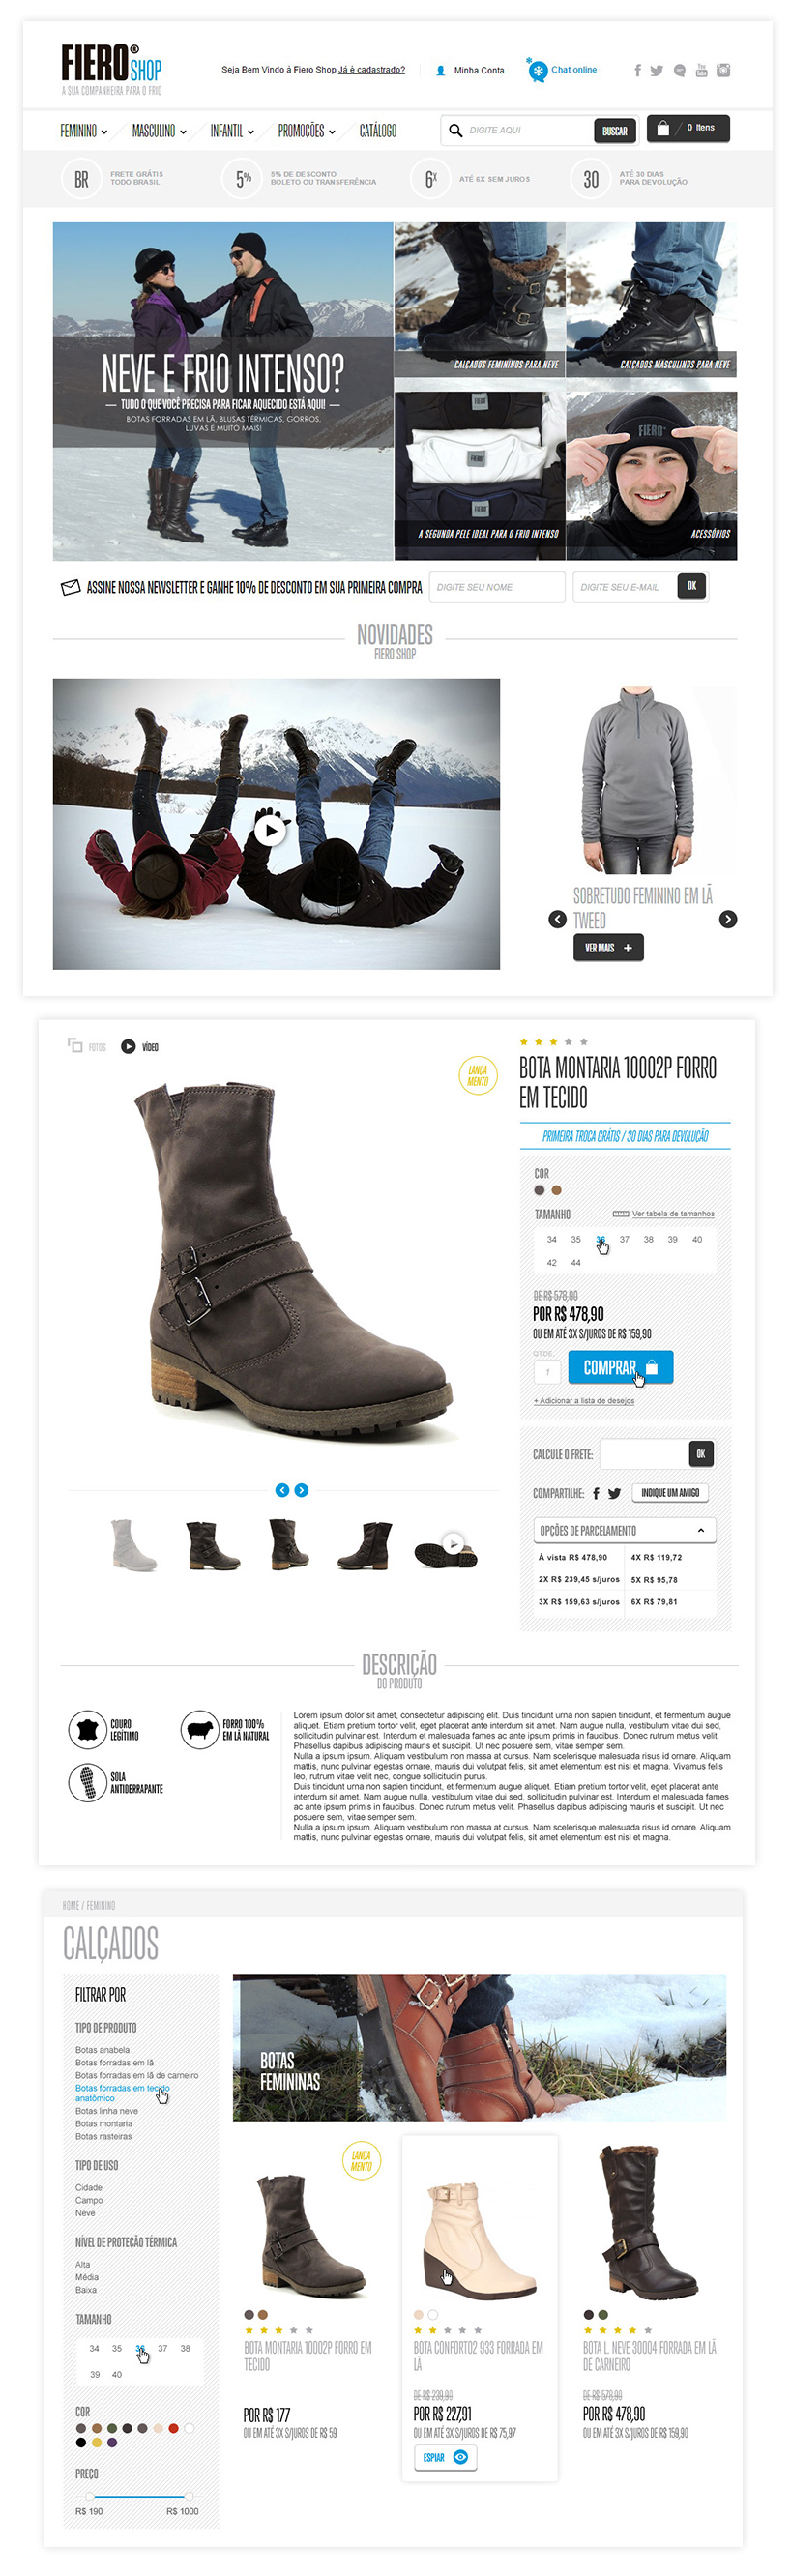 FIERO® SHOP
A SUA COMPANHEIRA PARA O FRIO
Seja Bem Vindo à Fiero Shop Já é cadastrado?
Minha Conta
Chat online
You Tube
FEMININO
MASCULINO
INFANTIL
PROMOÇÕES
CATÁLOGO
DIGITE AQUI
BUSCAR
0 Itens
BR
FRETE GRÁTIS
TODO BRASIL
5%
5% DE DESCONTO
BOLETO OU TRANSFERÊNCIA
6X
ATÉ 6X SEM JUROS
30
ATÉ 30 DIAS
PARA DEVOLUÇÃO
NEVE E FRIO INTENSO?
— TUDO O QUE VOCÊ PRECISA PARA FICAR AQUECIDO ESTÁ AQUI! —
BOTAS FORRADAS EM LÃ, BLUSAS TÉRMICAS, GORROS,
LUVAS E MUITO MAIS!
CALÇADOS FEMININOS PARA NEVE
CALÇADOS MASCULINOS PARA NEVE
FIERO
FIERO
FIERO
A SEGUNDA PELE IDEAL PARA O FRIO INTENSO
ACESSÓRIOS
ASSINE NOSSA NEWSLETTER E GANHE 10% DE DESCONTO EM SUA PRIMEIRA COMPRA
DIGITE SEU NOME
DIGITE SEU E-MAIL
OK
NOVIDADES
FIERO SHOP
SOBRETUDO FEMININO EM LÃ
TWEED
VER MAIS +
FOTOS
VÍDEO
LANÇA
MENTO
BOTA MONTARIA 10002P FORRO
EM TECIDO
PRIMEIRA TROCA GRÁTIS / 30 DIAS PARA DEVOLUÇÃO
COR
TAMANHO
Ver tabela de tamanhos
34 35 36 37 38 39 40
42 44
DE R$ 578,90
POR R$ 478,90
OU EM ATÉ 3X S/JUROS DE R$ 159,90
QTDE.
1
COMPRAR
+ Adicionar a lista de desejos
CALCULE O FRETE:
OK
COMPARTILHE:
INDIQUE UM AMIGO
OPÇÕES DE PARCELAMENTO
À vista R$ 478,90
4X R$ 119,72
2X R$ 239,45 s/juros
5X R$ 95,78
3X R$ 159,63 s/juros
6X R$ 79,81
DESCRIÇÃO
DO PRODUTO
COURO
LEGÍTIMO
FORRO 100%
EM LÃ NATURAL
SOLA
ANTIDERRAPANTE
Lorem ipsum dolor sit amet, consectetur adipiscing elit. Duis tincidunt urna non sapien tincidunt, et fermentum augue
aliquet. Etiam pretium tortor velit, eget placerat ante interdum sit amet. Nam augue nulla, vestibulum vitae dui sed,
sollicitudin pulvinar est. Interdum et malesuada fames ac ante ipsum primis in faucibus. Donec rutrum metus velit.
Phasellus dapibus adipiscing mauris et suscipit. Ut nec posuere sem, vitae semper sem.
Nulla a ipsum ipsum. Aliquam vestibulum non massa at cursus. Nam scelerisque malesuada risus id ornare. Aliquam
mattis, nunc pulvinar egestas ornare, mauris dui volutpat felis, sit amet elementum est nisl et magna. Vivamus felis
leo, rutrum vitae velit nec, congue sollicitudin purus.
Duis tincidunt urna non sapien tincidunt, et fermentum augue aliquet. Etiam pretium tortor velit, eget placerat ante
interdum sit amet. Nam augue nulla, vestibulum vitae dui sed, sollicitudin pulvinar est. Interdum et malesuada fames
ac ante ipsum primis in faucibus. Donec rutrum metus velit. Phasellus dapibus adipiscing mauris et suscipit. Ut nec
posuere sem, vitae semper sem.
Nulla a ipsum ipsum. Aliquam vestibulum non massa at cursus. Nam scelerisque malesuada risus id ornare. Aliquam
mattis, nunc pulvinar egestas ornare, mauris dui volutpat felis, sit amet elementum est nisl et magna.
HOME / FEMININO
CALÇADOS
FILTRAR POR
TIPO DE PRODUTO
Botas anabela
Botas forradas em lã
Botas forradas em lã de carneiro
Botas forradas em tecido
anatômico
Botas linha neve
Botas montaria
Botas rasteiras
TIPO DE USO
Cidade
Campo
Neve
NÍVEL DE PROTEÇÃO TÉRMICA
Alta
Média
Baixa
TAMANHO
34 35 36 37 38
39 40
COR
PREÇO
R$ 190
R$ 1000
BOTAS
FEMININAS
LANÇA
MENTO
BOTA MONTARIA 10002P FORRO EM
TECIDO
POR R$ 177
OU EM ATÉ 3X S/JUROS DE R$ 59
BOTA CONFORTO2 933 FORRADA EM
LÃ
DE R$ 239,90
POR R$ 227,91
OU EM ATÉ 3X S/JUROS DE R$ 75,97
ESPIAR
BOTA L. NEVE 30004 FORRADA EM LÃ
DE CARNEIRO
DE R$ 578,90
POR R$ 478,90
OU EM ATÉ 3X S/JUROS DE R$ 159,90